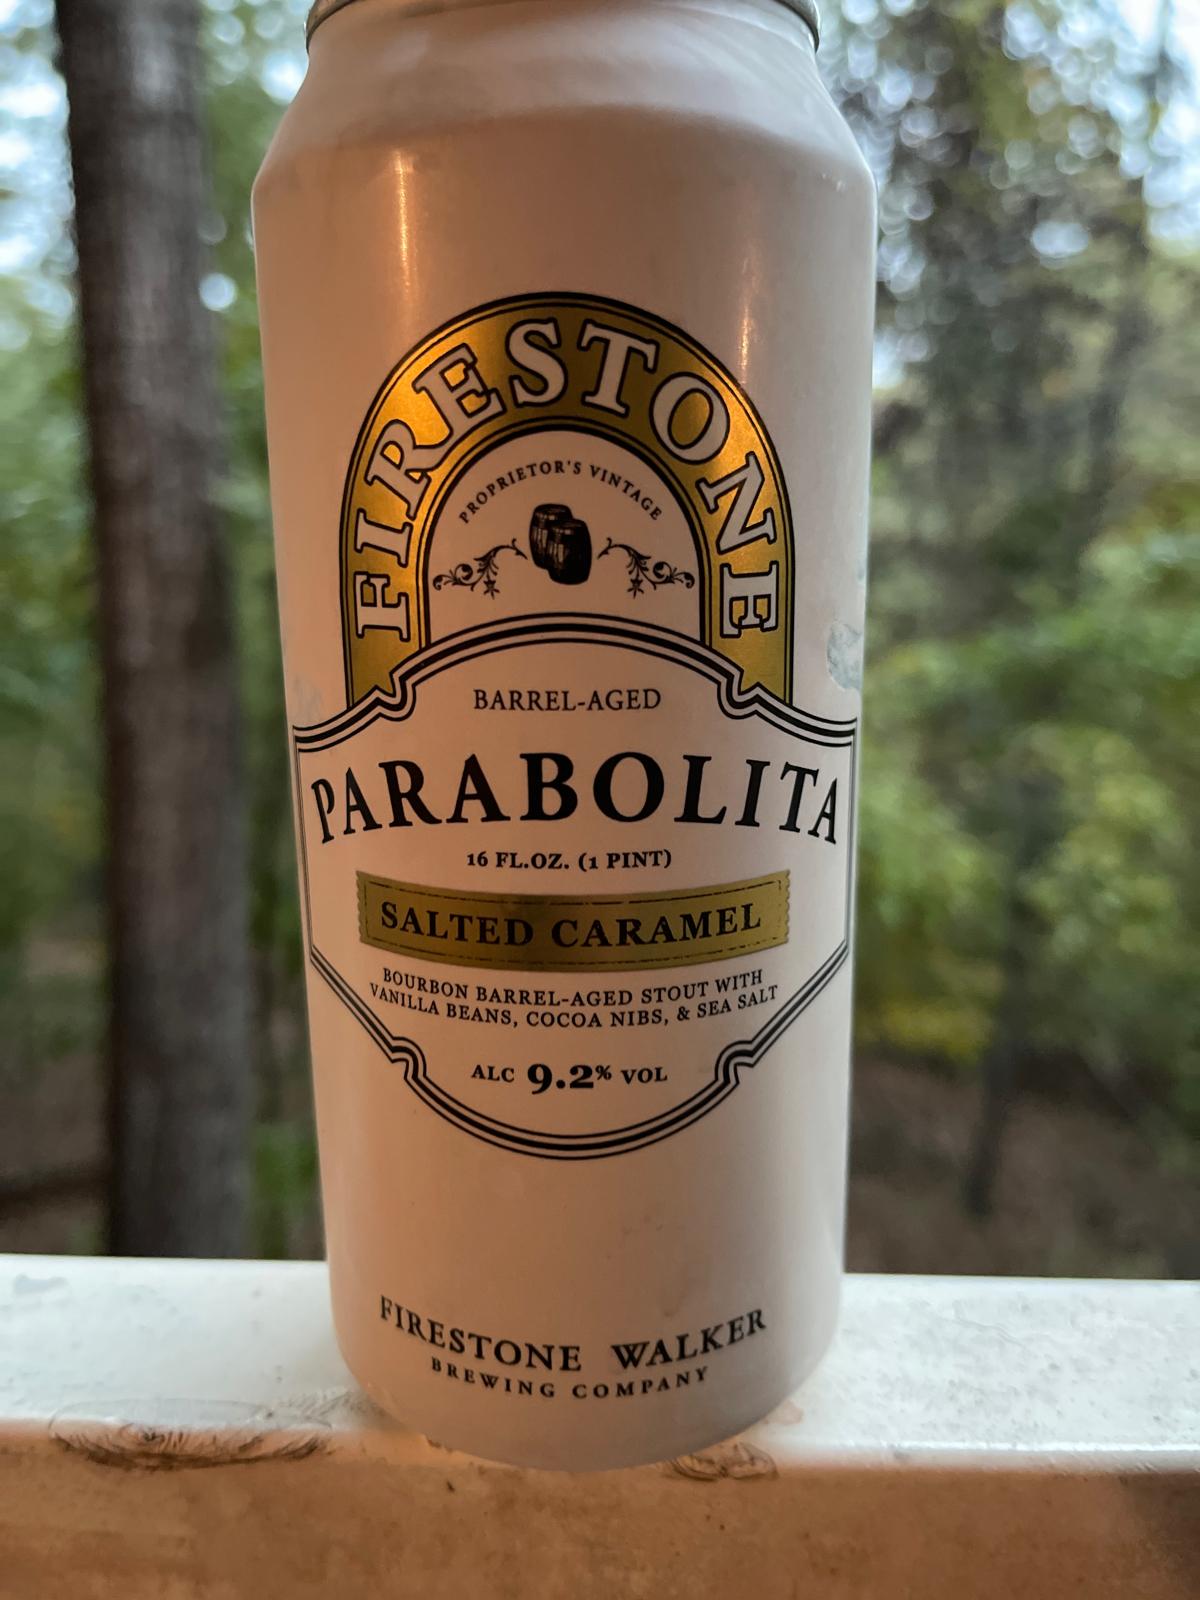 FIRESTONE
PROPRIETOR'S VINTAGE
BARREL-AGED
PARABOLITA
16 FL.OZ. (1 PINT)
SALTED CARAMEL
BOURBON BARREL-AGED STOUT WITH
VANILLA BEANS, COCOA NIBS, & SEA SALT
ALC 9.2% VOL
FIRESTONE WALKER
BREWING COMPANY